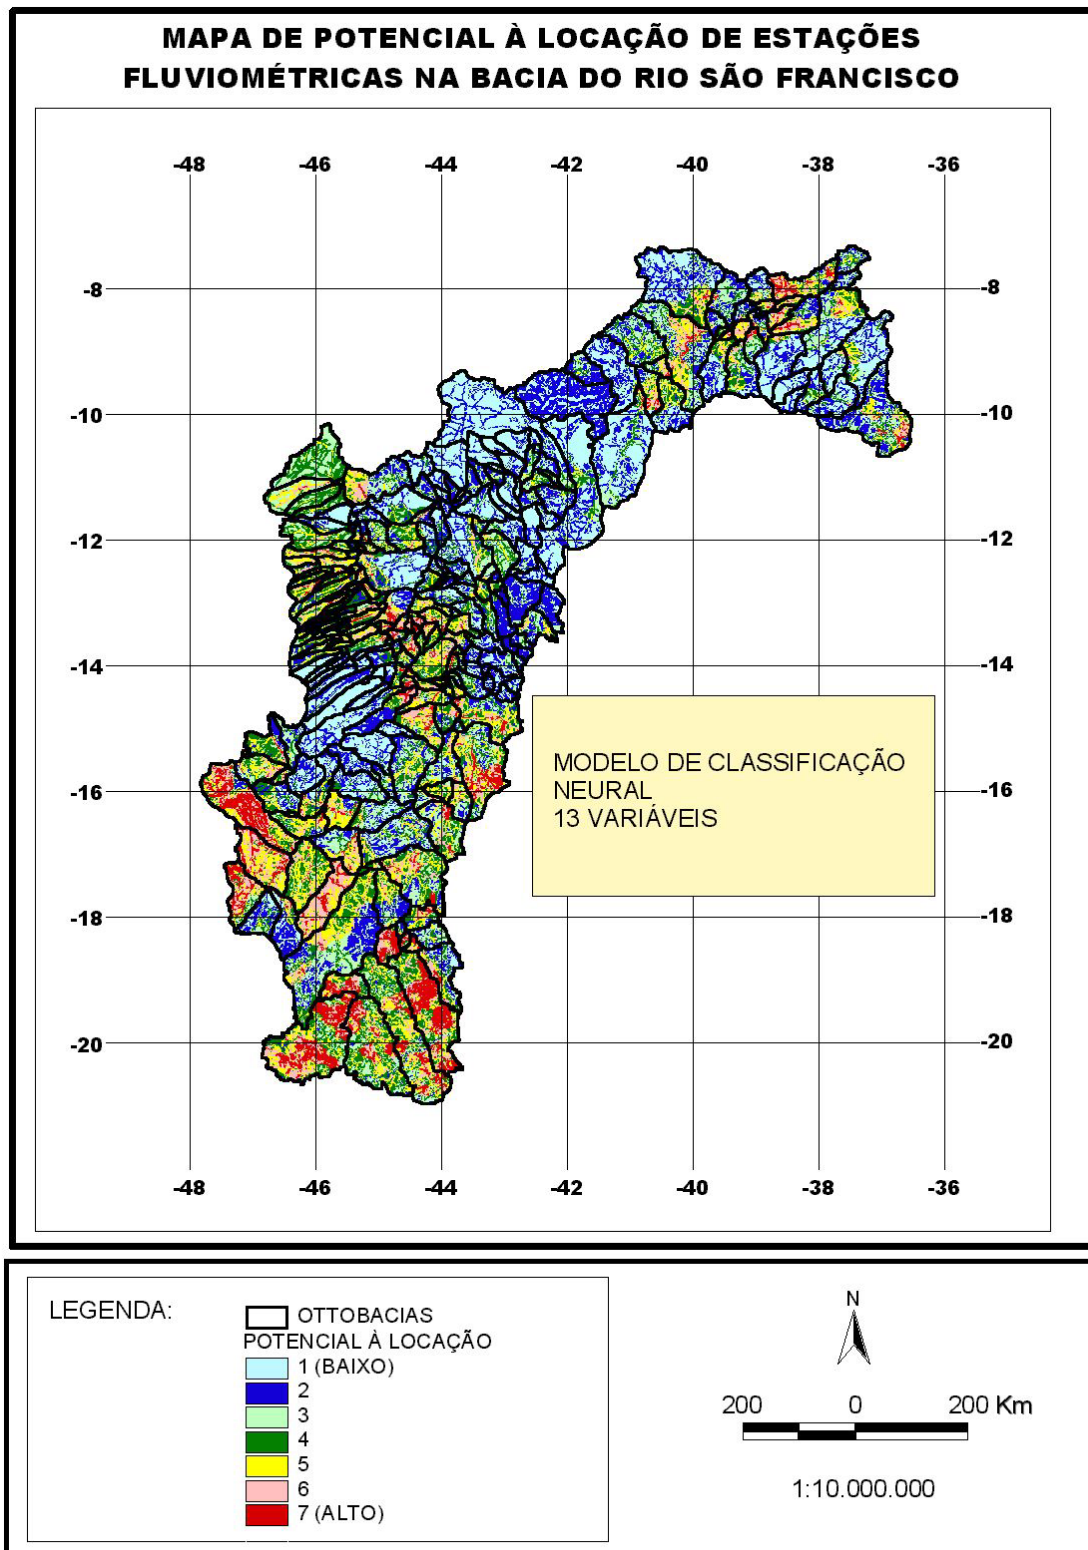 MAPA DE POTENCIAL À LOCAÇÃO DE ESTAÇÕES
FLUVIOMÉTRICAS NA BACIA DO RIO SÃO FRANCISCO
-48 -46 -44 -42 -40 -38 -36
-8 -8
-10 -10
-12 -12
-14 -14
MODELO DE CLASSIFICAÇÃO
NEURAL
-16 -16
13 VARIÁVEIS
-18 -18
-20 -20
-48 -46 -44 -42 -40 -38 -36
LEGENDA:
OTTOBACIAS
POTENCIAL À LOCAÇÃO
1 (BAIXO)
2
3
4
5
6
7 (ALTO)
N
200 0 200 Km
1:10.000.000